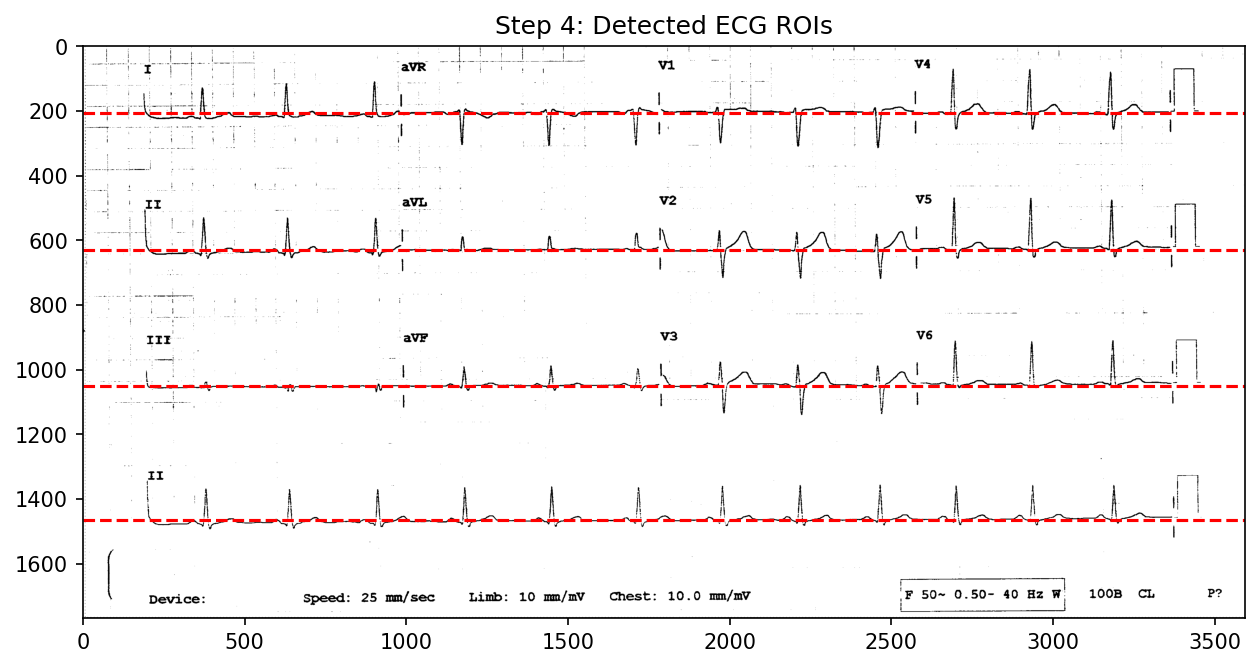 Step 4: Detected ECG ROIs
0
200
400
600
800
1000
1200
1400
1600
I aVR V1 V4
II aVL V2 V5
III aVF V3 V6
II
Device: Speed: 25 mm/sec Limb: 10 mm/mV Chest: 10.0 mm/mV F 50~ 0.50- 40 Hz W 100B CL P?
0 500 1000 1500 2000 2500 3000 3500